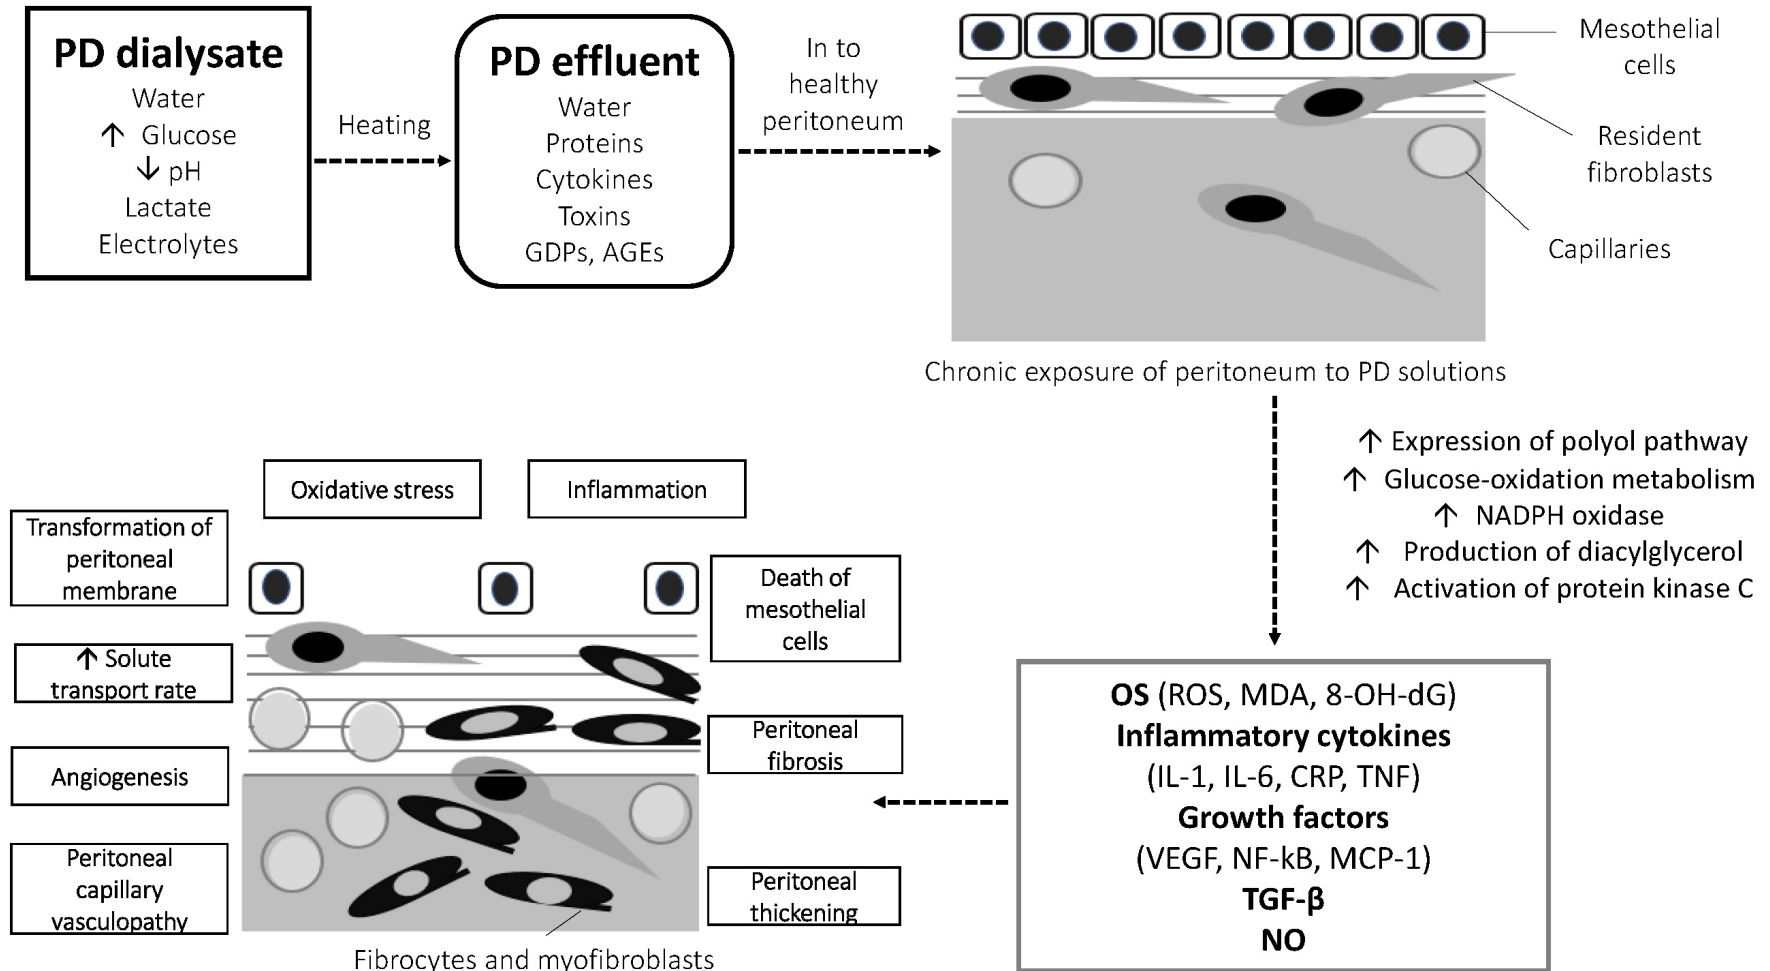 PD dialysate
Water
↑ Glucose
↓ pH
Lactate
Electrolytes
Heating
PD effluent
Water
Proteins
Cytokines
Toxins
GDPs, AGEs
In to
healthy
peritoneum
Mesothelial
cells
Resident
fibroblasts
Capillaries
Chronic exposure of peritoneum to PD solutions
↑ Expression of polyol pathway
↑ Glucose-oxidation metabolism
↑ NADPH oxidase
↑ Production of diacylglycerol
↑ Activation of protein kinase C
OS (ROS, MDA, 8-OH-dG)
Inflammatory cytokines
(IL-1, IL-6, CRP, TNF)
Growth factors
(VEGF, NF-kB, MCP-1)
TGF-β
NO
Oxidative stress
Inflammation
Transformation of
peritoneal
membrane
↑ Solute
transport rate
Angiogenesis
Peritoneal
capillary
vasculopathy
Death of
mesothelial
cells
Peritoneal
fibrosis
Peritoneal
thickening
Fibrocytes and myofibroblasts